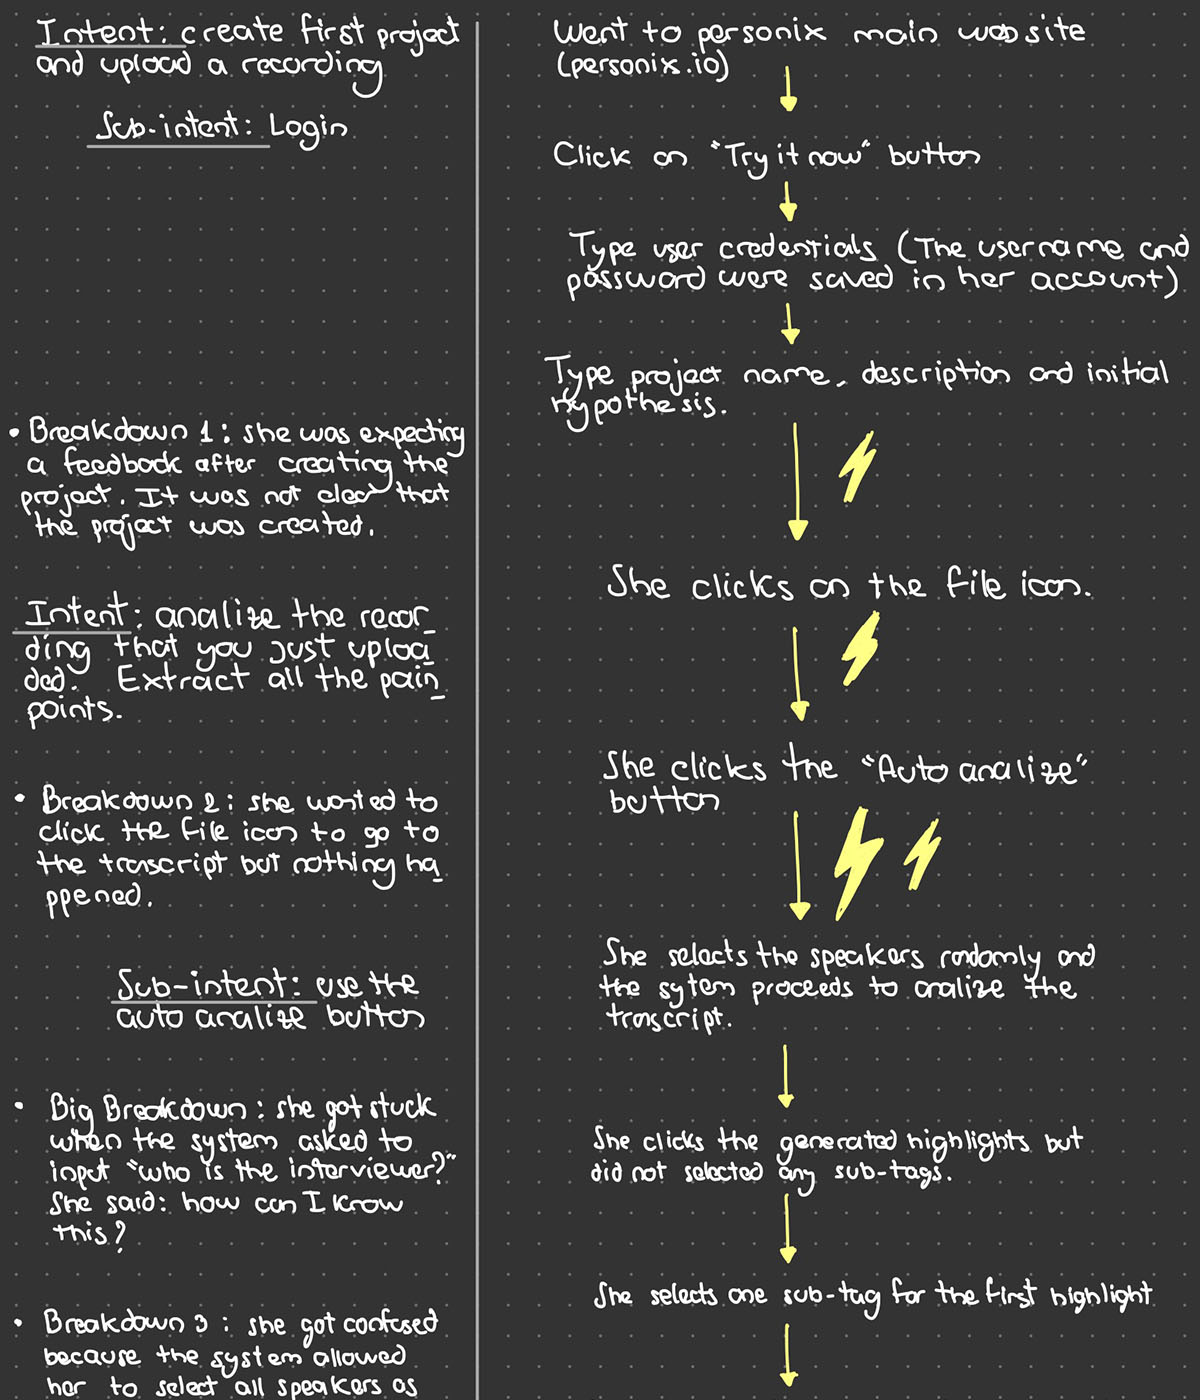 Intent: create first project
and upload a recording
Sub-intent: Login
• Breakdown 1: she was expecting
a feedback after creating the
project. It was not clear that
the project was created.
Intent: analize the recor_
ding that you just uploa_
ded. Extract all the pain_
points.
• Breakdown 2: she wanted to
click the file icon to go to
the transcript but nothing ha_
ppened.
Sub-intent: use the
auto analize button
• Big Breakdown: she got stuck
when the system asked to
input "who is the interviewer?"
She said: how can I know
this?
• Breakdown 3: she got confused
because the system allowed
her to select all speakers as
Went to personix main website
(personix.io)
Click on "Try it now" button
Type user credentials (The username and
password were saved in her account)
Type project name, description and initial
hypothesis.
She clicks on the file icon.
She clicks the "Auto analize"
button
She selects the speakers randomly and
the sytem proceeds to analize the
transcript.
She clicks the generated highlights but
did not selected any sub-tags.
She selects one sub-tag for the first highlight